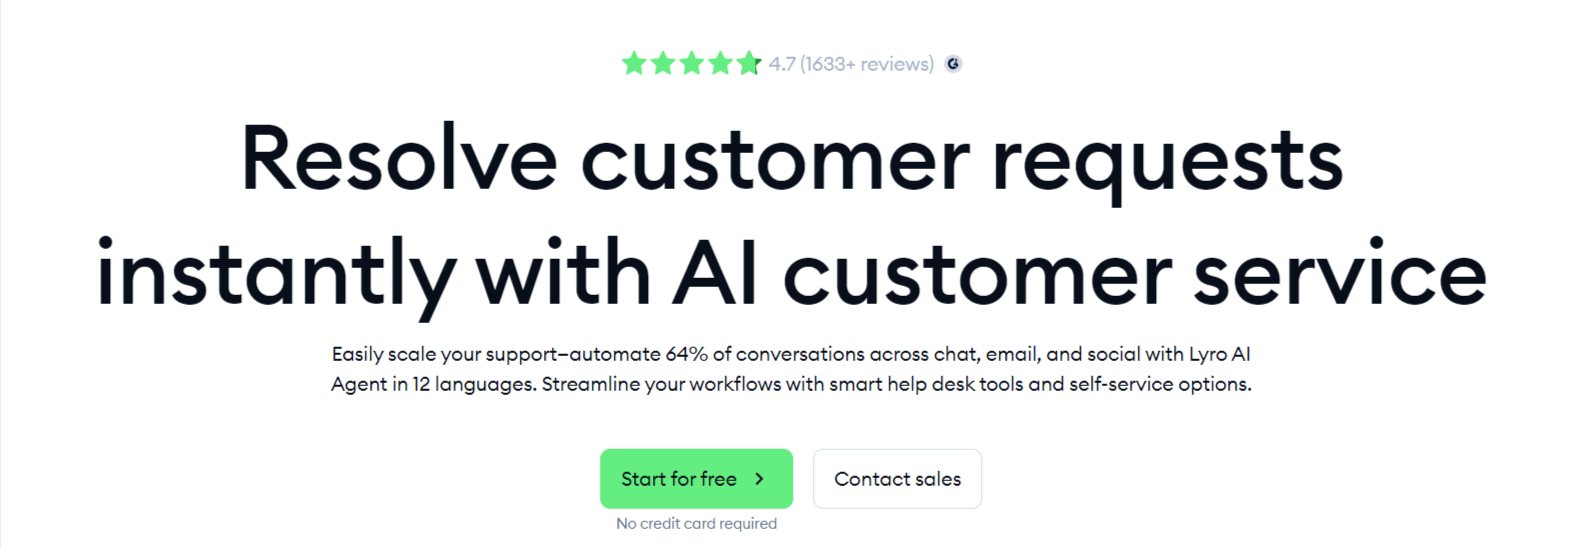 4.7 (1633+ reviews)
Resolve customer requests
instantly with AI customer service
Easily scale your support–automate 64% of conversations across chat, email, and social with Lyro AI
Agent in 12 languages. Streamline your workflows with smart help desk tools and self-service options.
Start for free
Contact sales
No credit card required